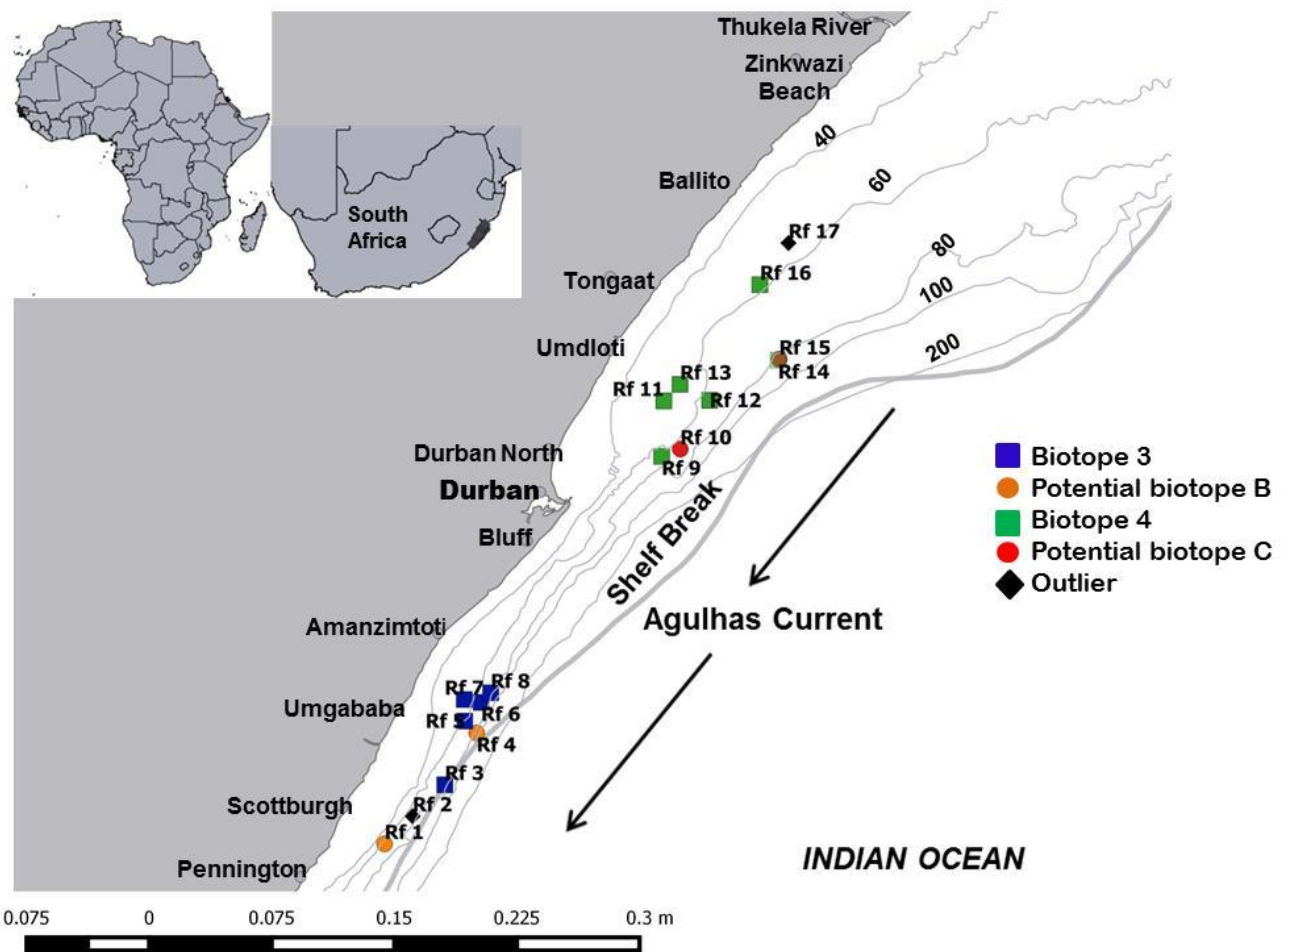 Thukela River
Zinkwazi
Beach
40
Ballito
60
South
Africa
Rf 17
80
Rf 16
Tongaat
100
Umdloti
200
Rf 15
Rf 14
Rf 13
Rf 11
Rf 12
Durban North
Rf 10
Rf 9
Durban
Bluff
Shelf Break
Biotope 3
Potential biotope B
Biotope 4
Potential biotope C
Outlier
Agulhas Current
Amanzimtoti
Rf 7
Rf 8
Umgababa
Rf 5
Rf 6
Rf 4
Rf 3
Scottburgh
Rf 2
Rf 1
Pennington
INDIAN OCEAN
0.075 0 0.075 0.15 0.225 0.3 m